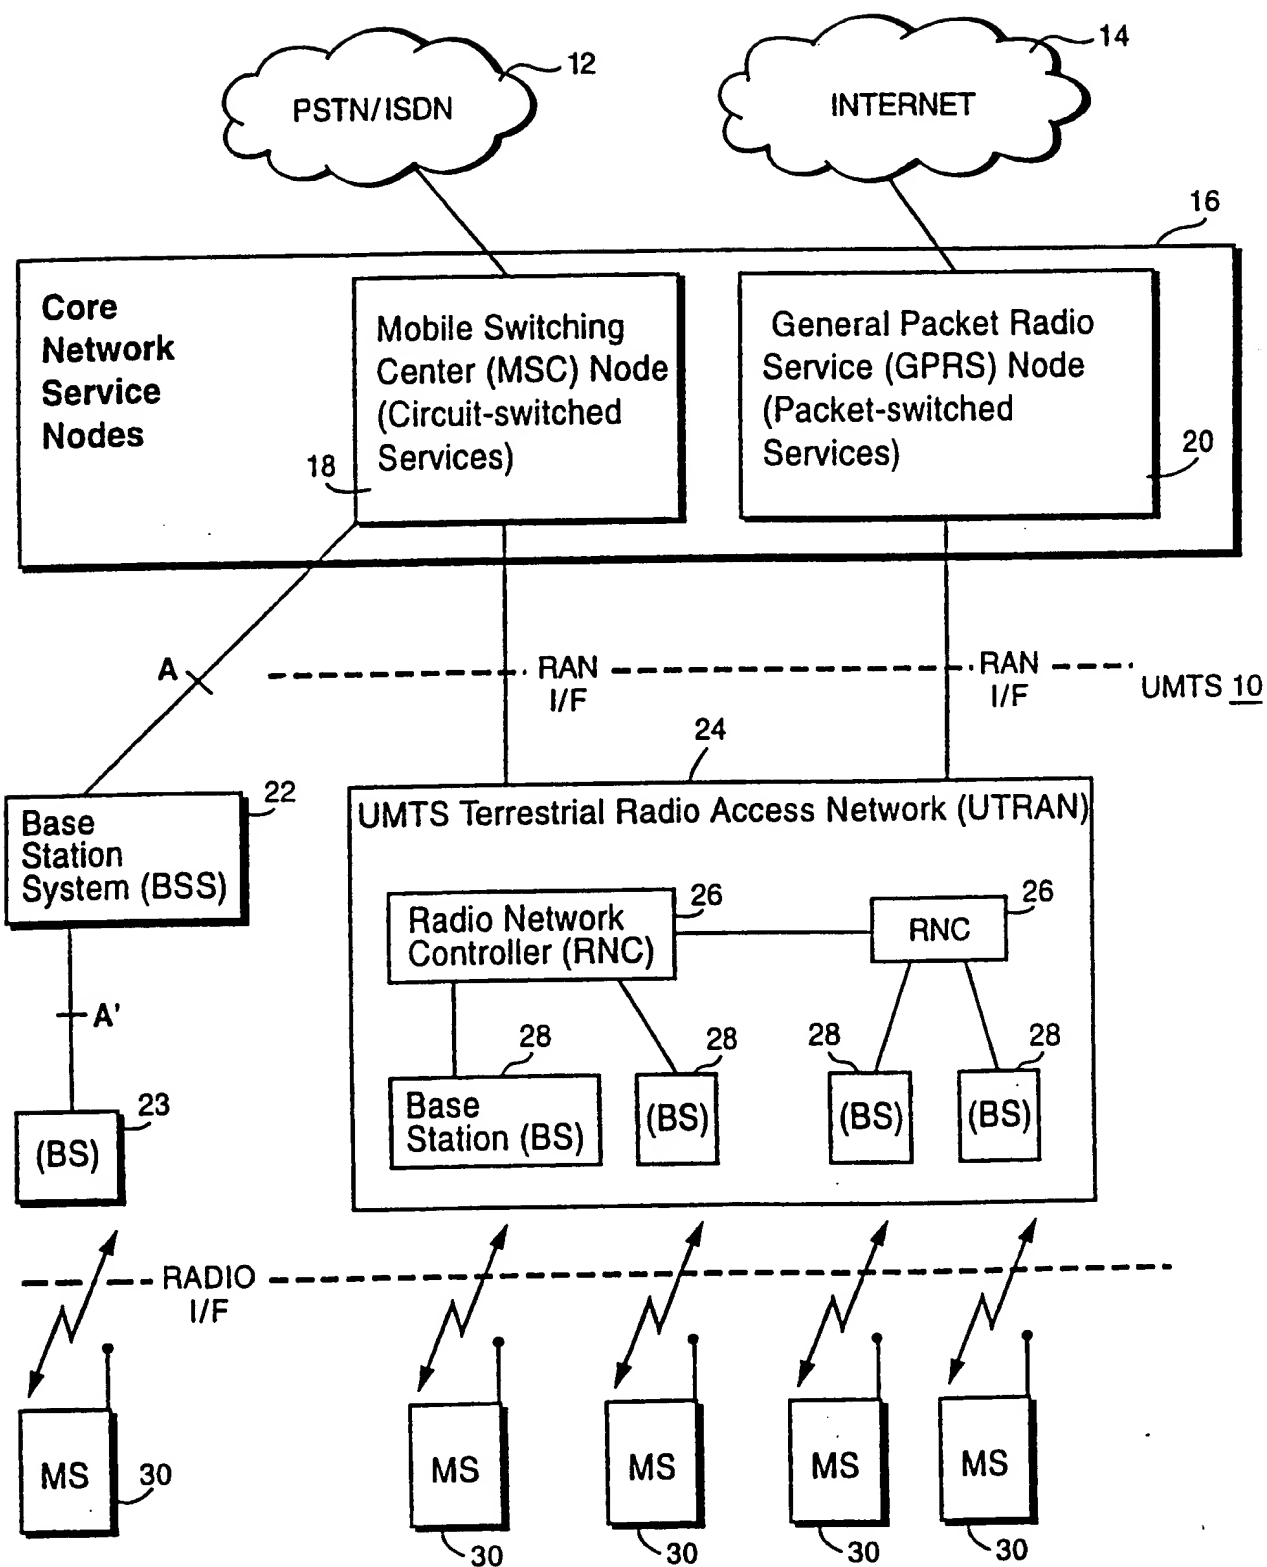 12
PSTN/ISDN
14
INTERNET
16
Core
Network
Service
Nodes
Mobile Switching
Center (MSC) Node
(Circuit-switched
Services)
18
General Packet Radio
Service (GPRS) Node
(Packet-switched
Services)
20
A
RAN
I/F
RAN
I/F
UMTS 10
24
22
Base
Station
System (BSS)
UMTS Terrestrial Radio Access Network (UTRAN)
26
Radio Network
Controller (RNC)
26
RNC
A'
28
Base
Station (BS)
28
(BS)
28
(BS)
28
(BS)
23
(BS)
RADIO
I/F
MS
30
MS
30
MS
30
MS
30
MS
30